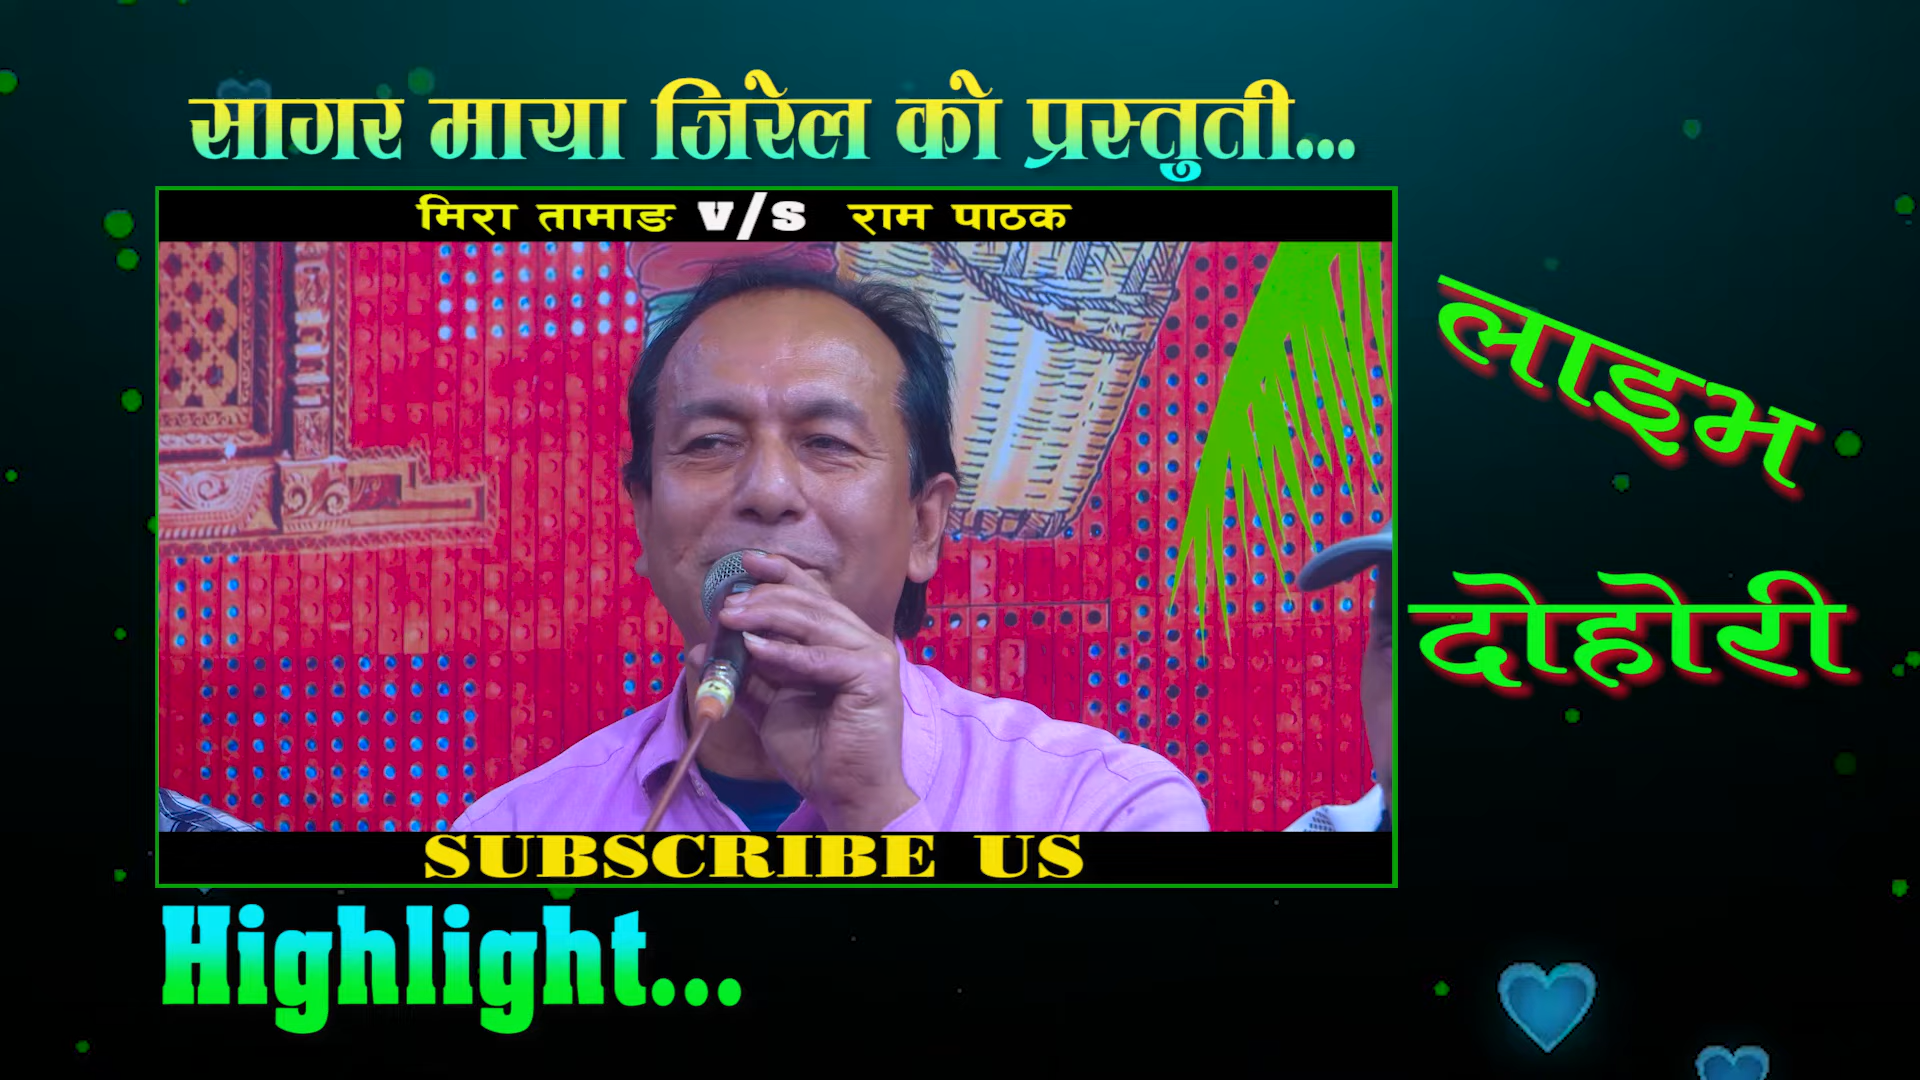 सागर माया जिरेल को प्रस्तुती...
मिरा तामाङ v/s राम पाठक
लाइभ
दोहोरी
SUBSCRIBE US
Highlight...